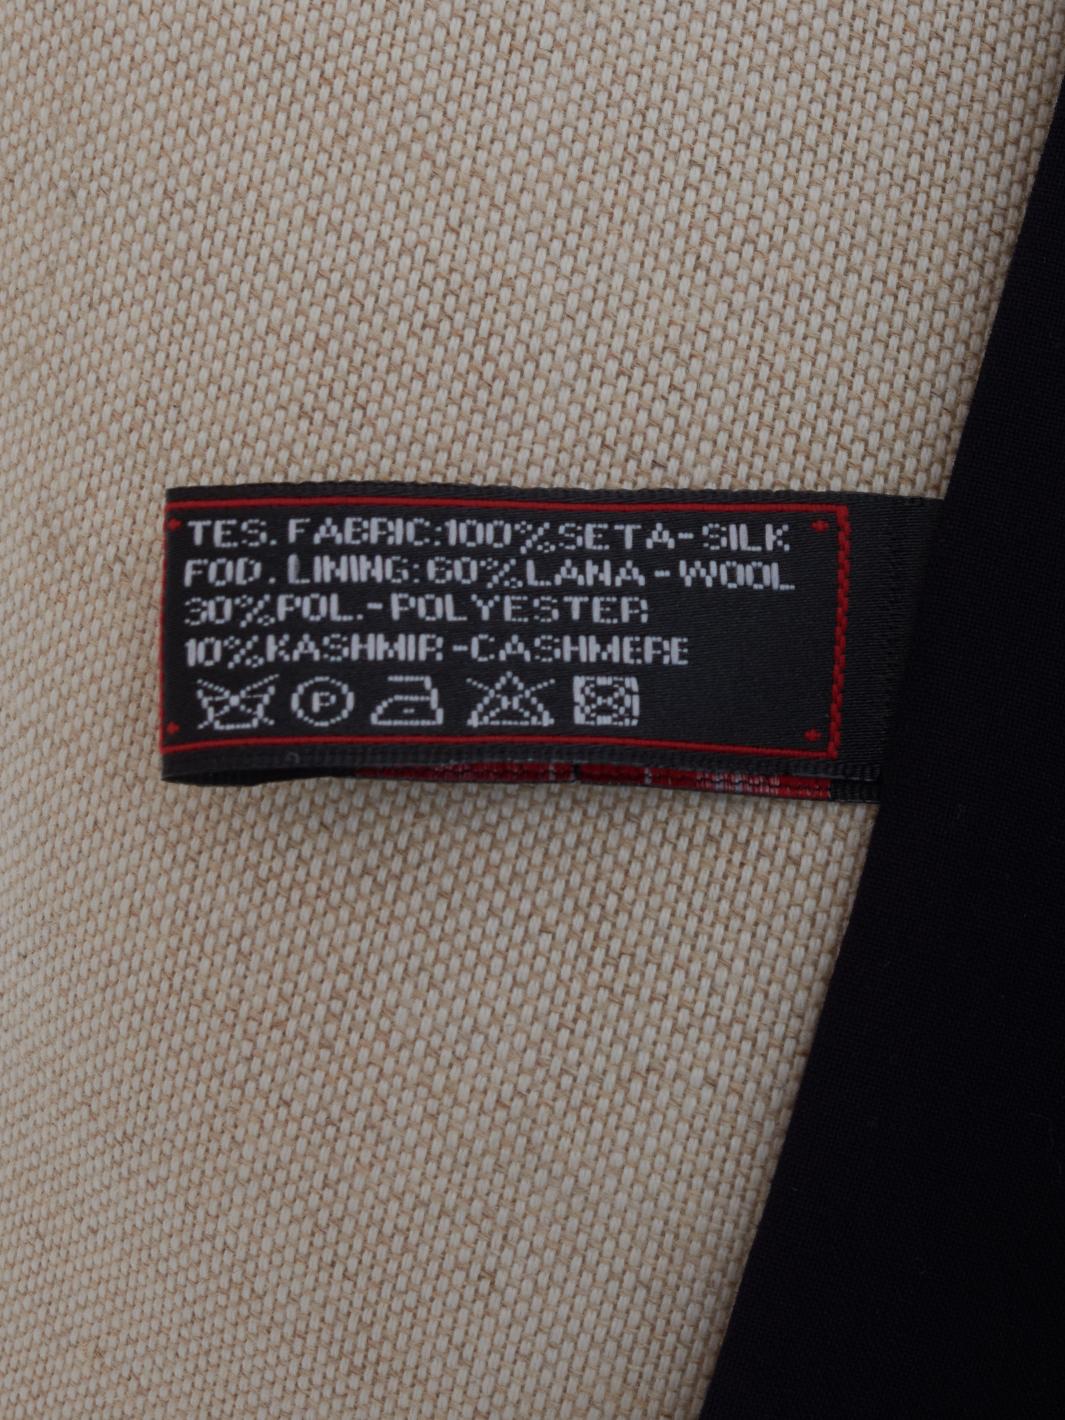 TES. FABRIC:100%SETA-SILK
FOD. LINING:60%LANA-WOOL
30%POL.-POLYESTER
10%KASHMIR-CASHMERE
P